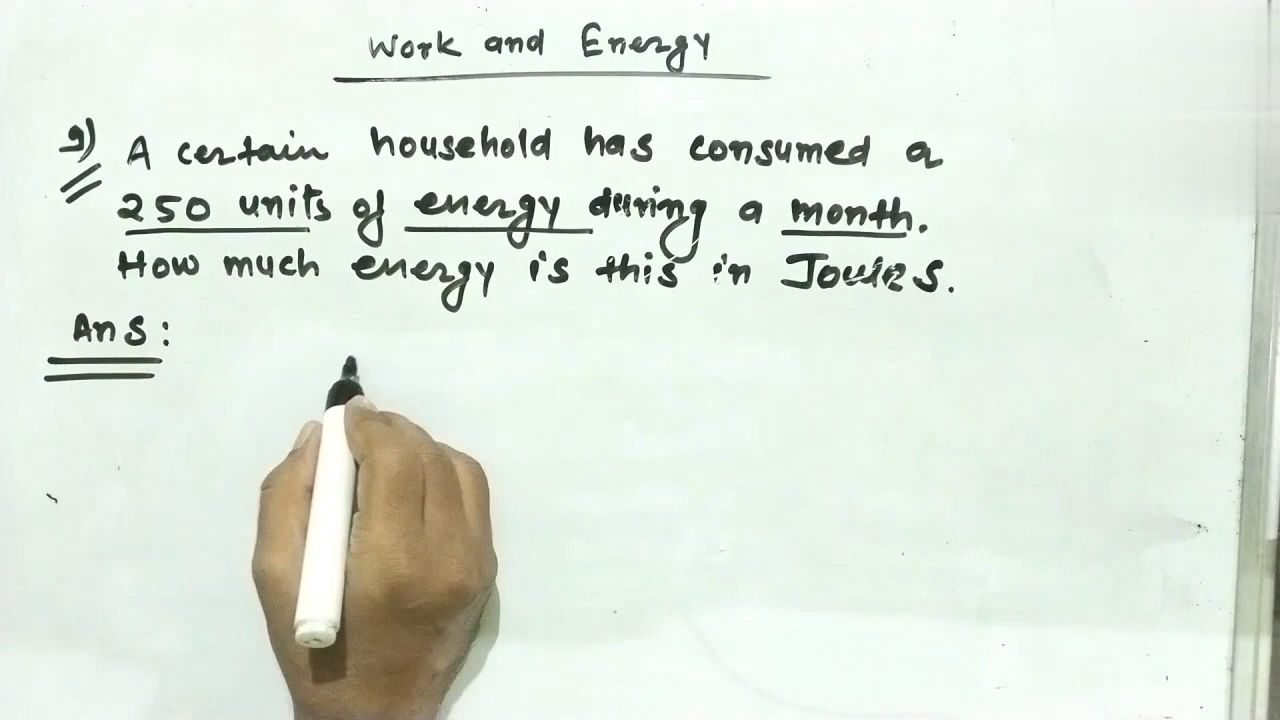 Work and Energy
9) A certain household has consumed a
250 units of energy during a month.
How much energy is this in Joules.
Ans: